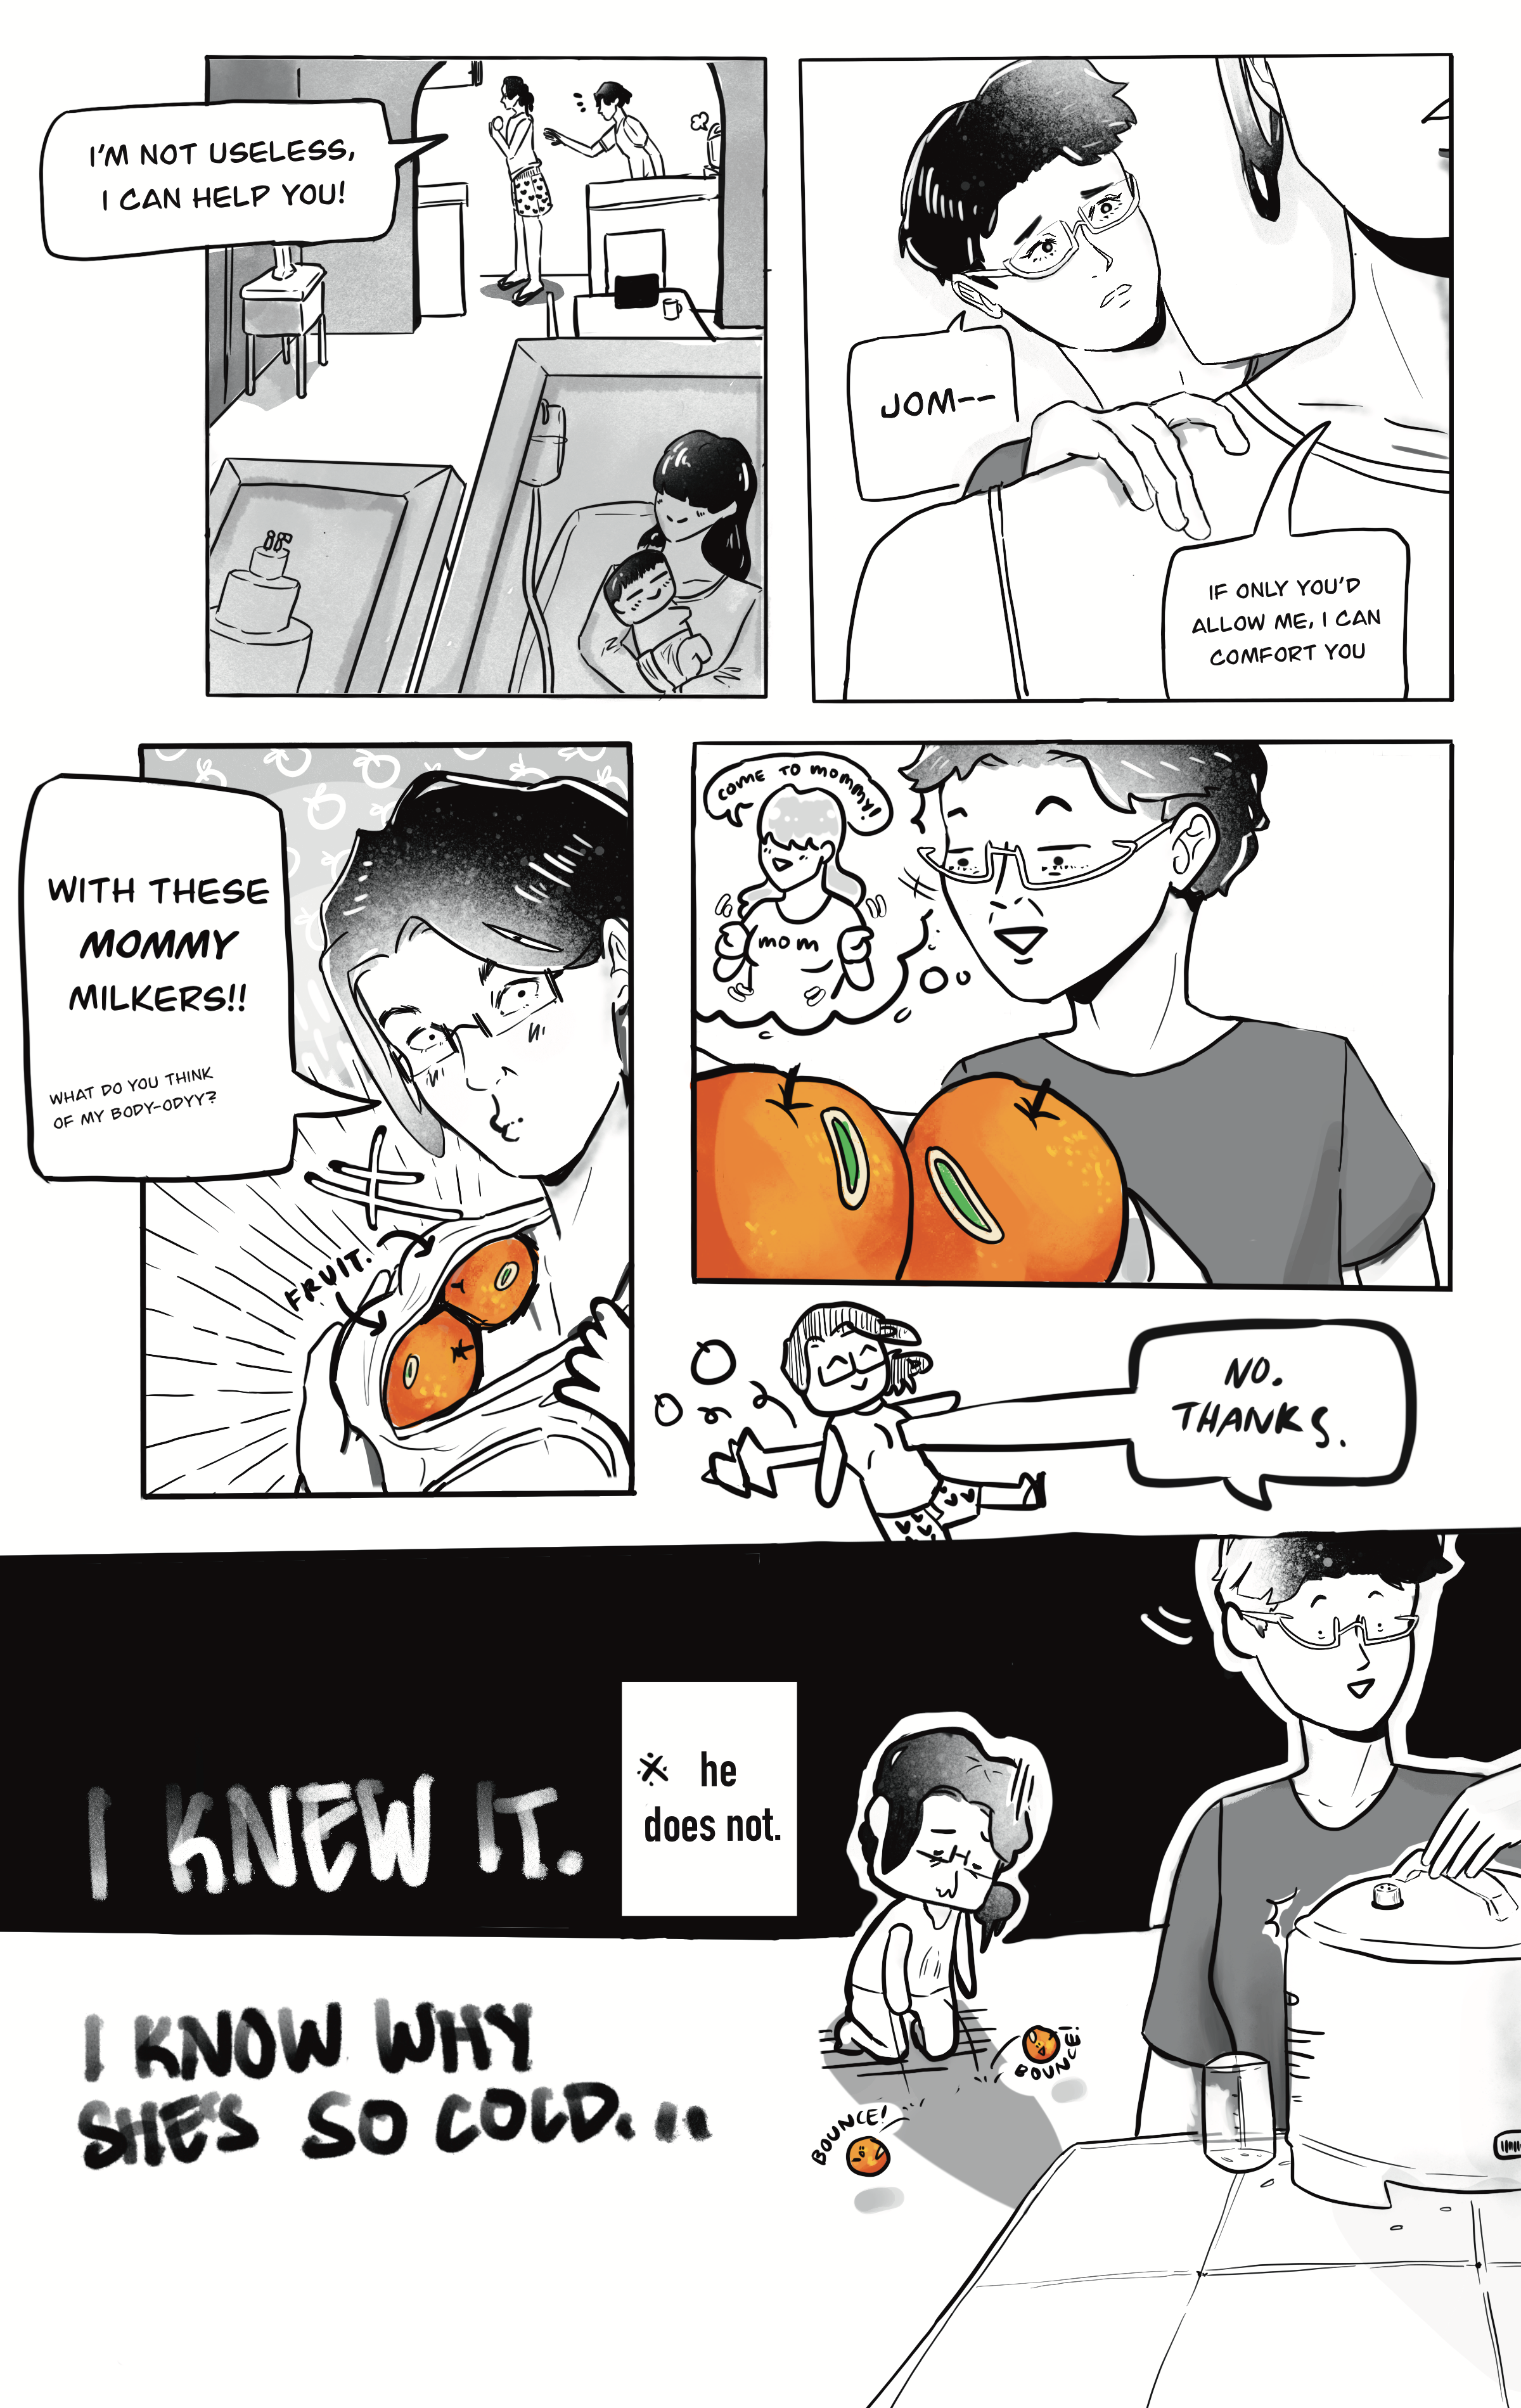 I'M NOT USELESS,
I CAN HELP YOU!
JOM--
IF ONLY YOU'D
ALLOW ME, I CAN
COMFORT YOU
WITH THESE
MOMMY
MILKERS!!
WHAT DO YOU THINK
OF MY BODY-ODYY?
FRUIT.
COME TO MOMMY!
mom
NO.
THANKS.
I KNEW IT.
※ he
does not.
BOUNCE!
BOUNCE!
I KNOW WHY
SHE'S SO COLD...